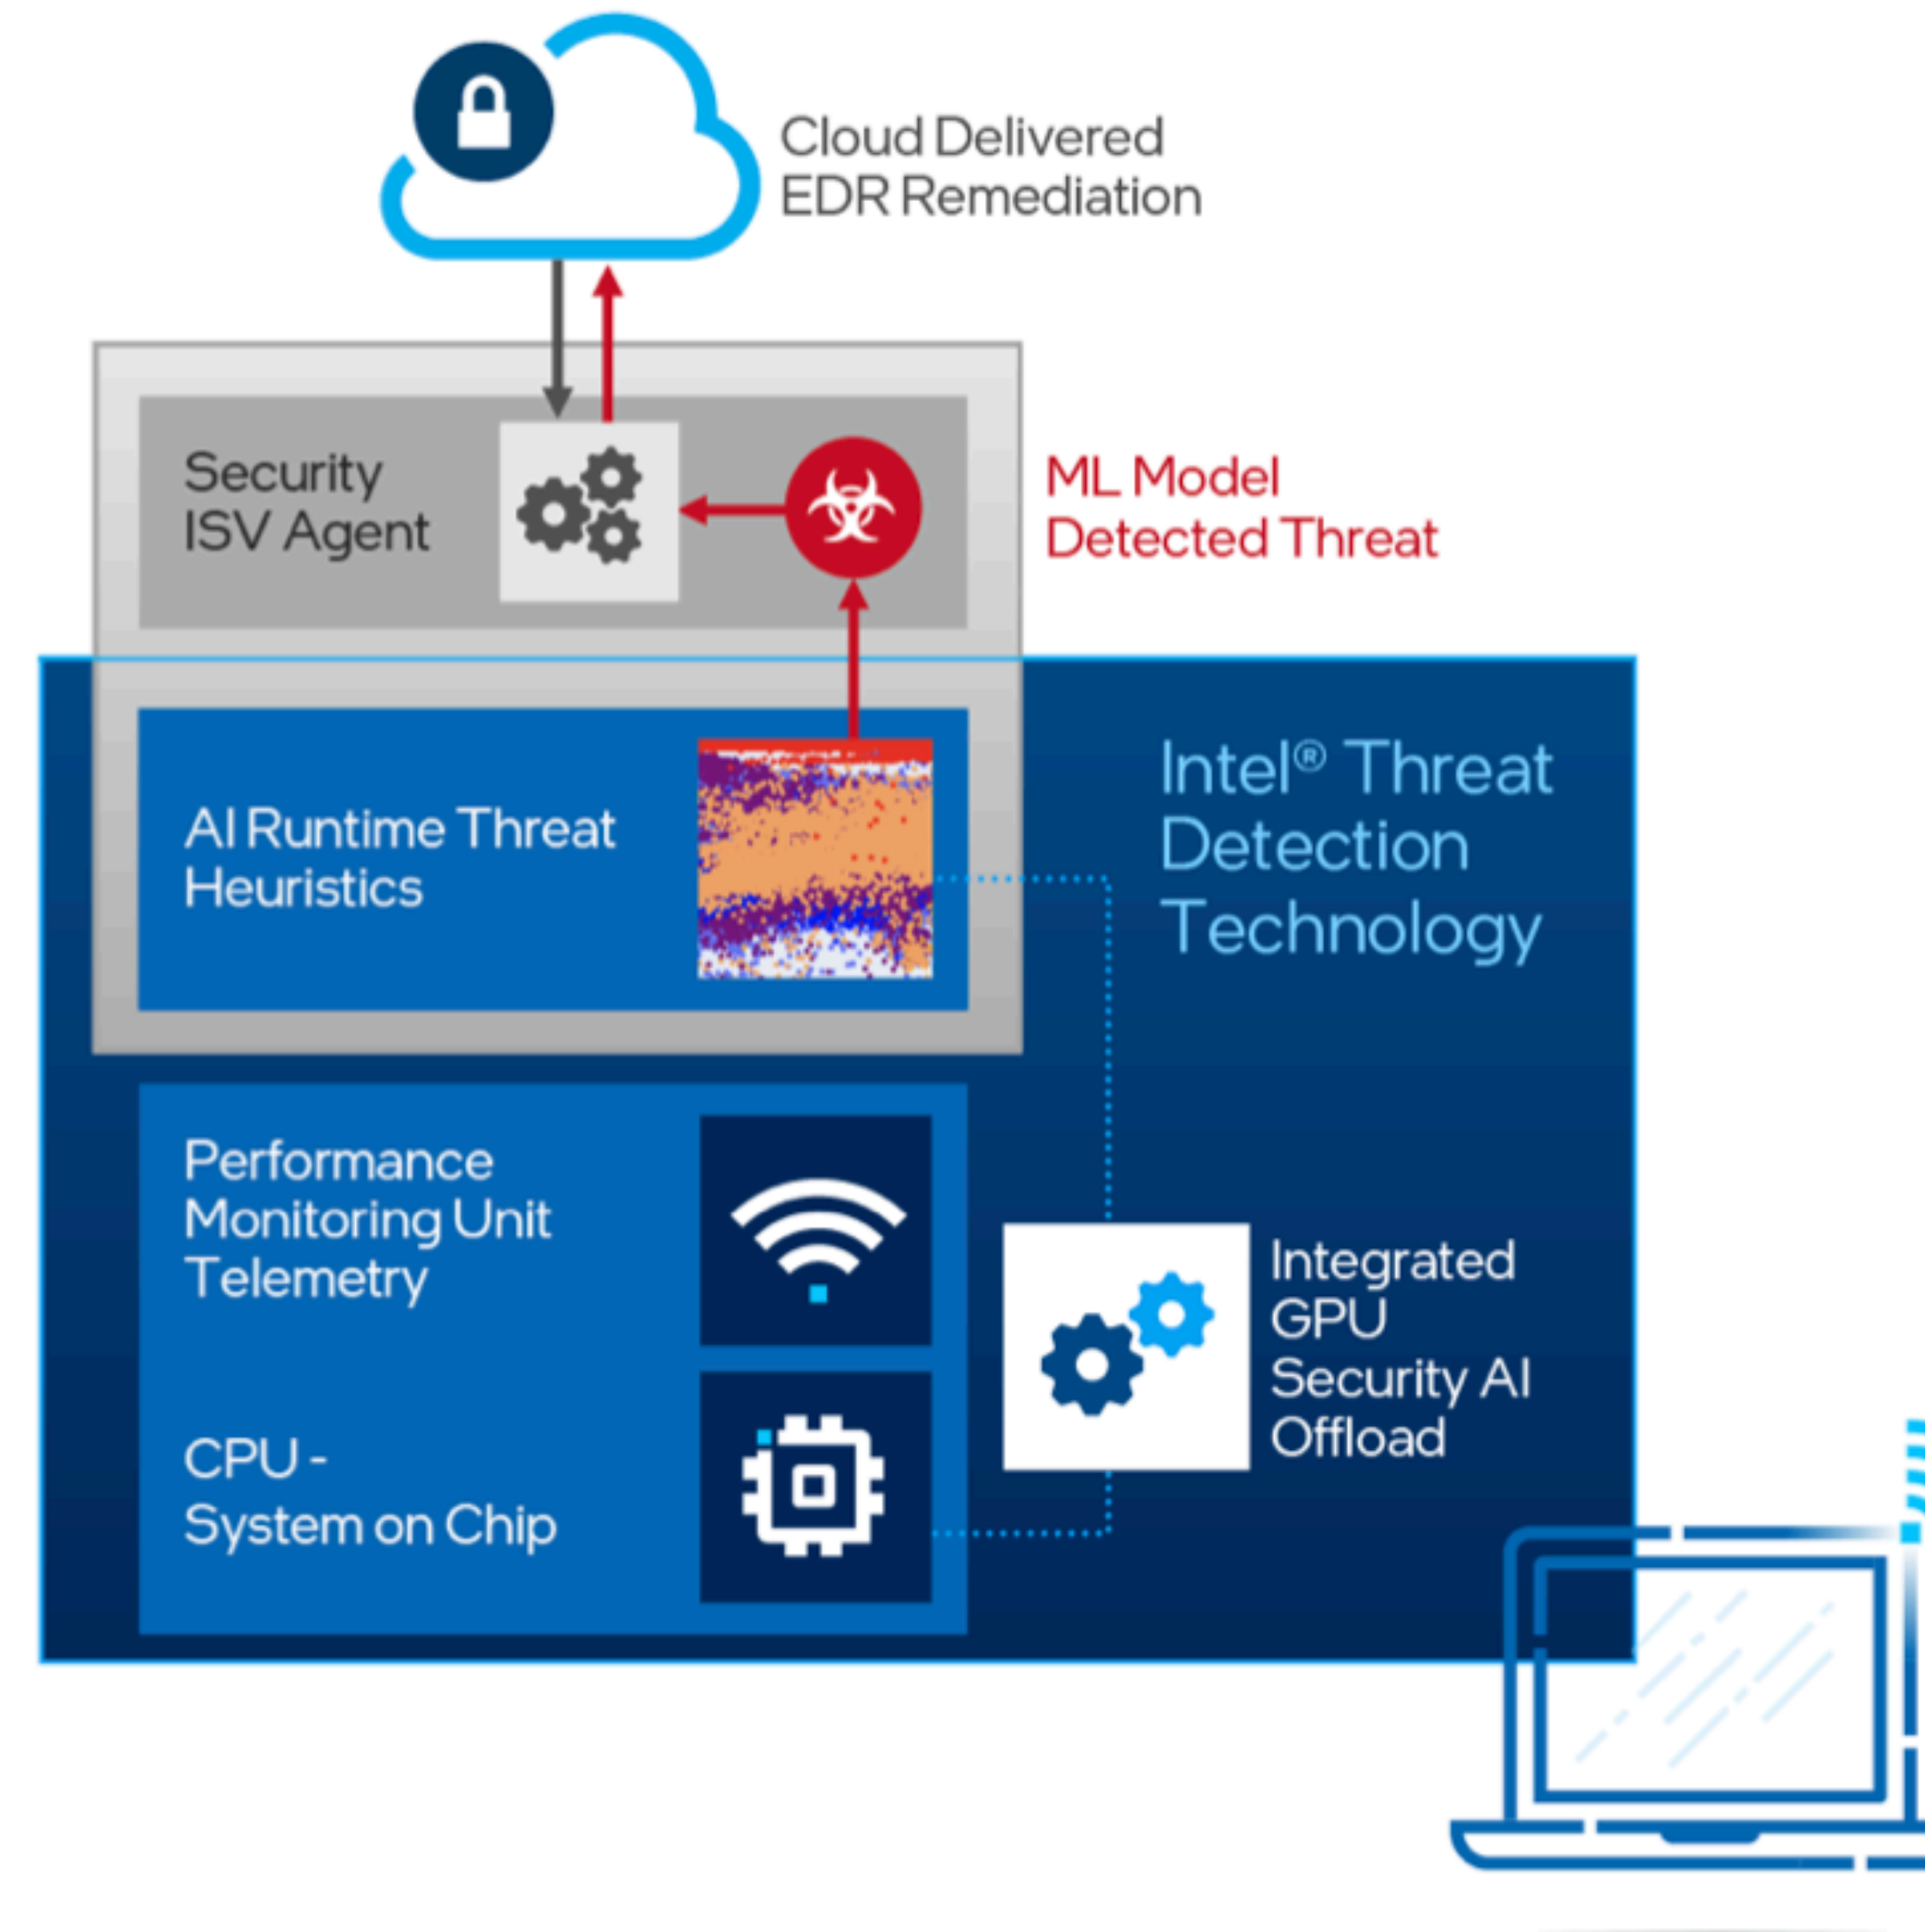 Cloud Delivered
EDR Remediation
Security
ISV Agent
ML Model
Detected Threat
AI Runtime Threat
Heuristics
Intel® Threat
Detection
Technology
Performance
Monitoring Unit
Telemetry
Integrated
GPU
Security AI
Offload
CPU -
System on Chip